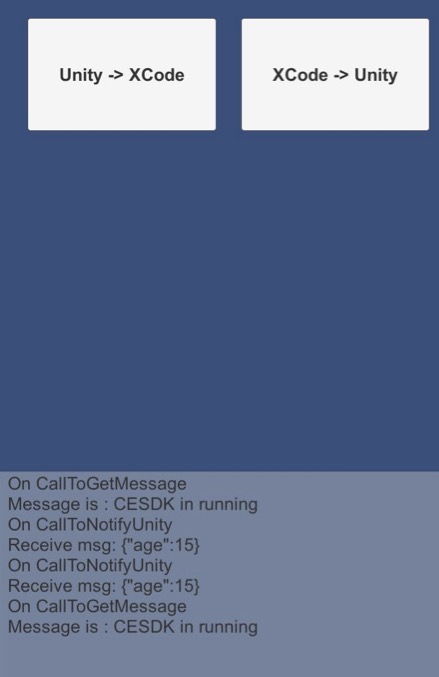 Unity -> XCode
XCode -> Unity
On CallToGetMessage
Message is : CESDK in running
On CallToNotifyUnity
Receive msg: {"age":15}
On CallToNotifyUnity
Receive msg: {"age":15}
On CallToGetMessage
Message is : CESDK in running